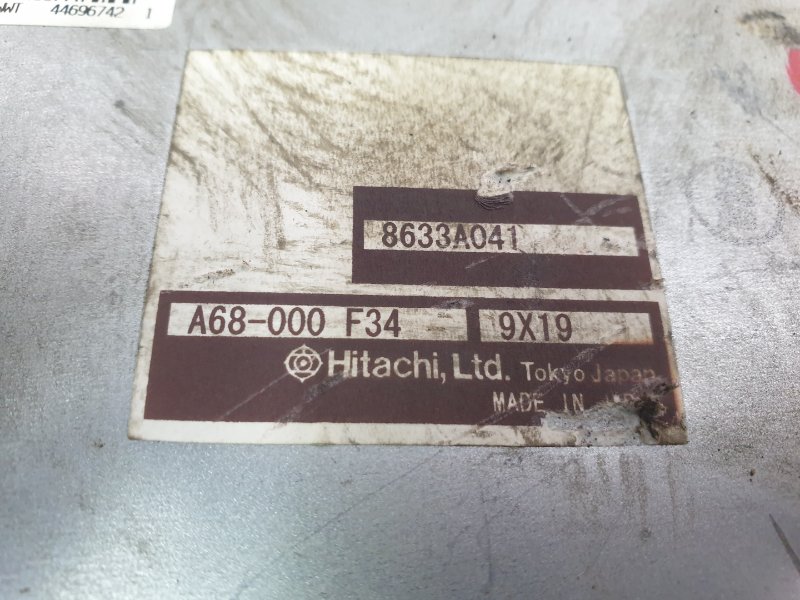 44696742 1
8633A041
A68-000 F34 9X19
Hitachi, Ltd. Tokyo Japan
MADE IN